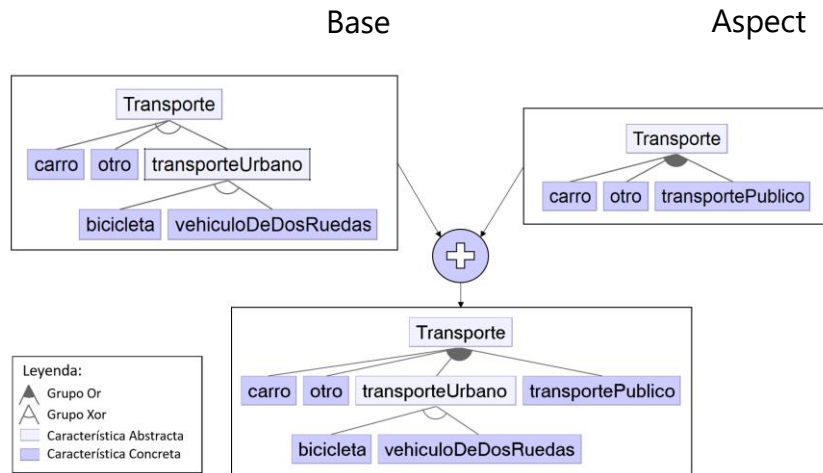 Base
Aspect
Transporte
carro
otro
transporteUrbano
bicicleta
vehiculoDeDosRuedas
Transporte
carro
otro
transportePublico
Transporte
carro
otro
transporteUrbano
transportePublico
bicicleta
vehiculoDeDosRuedas
Leyenda:
Grupo Or
Grupo Xor
Característica Abstracta
Característica Concreta